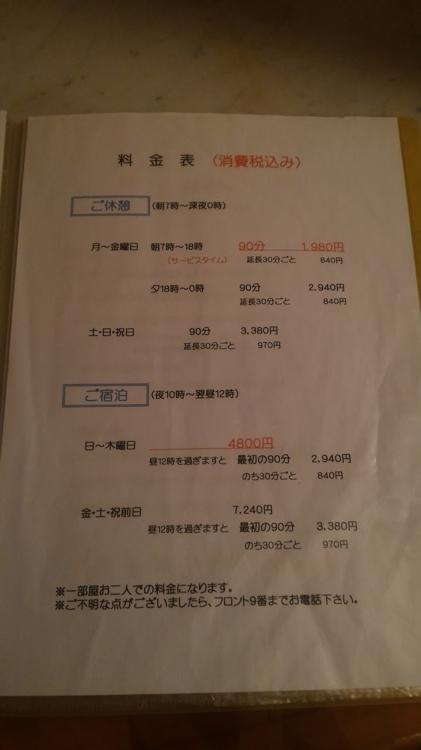 料金表 （消費税込み）
ご休憩 （朝7時～深夜0時）
月～金曜日 朝7時～18時 90分 1,980円
（サービスタイム） 延長30分ごと 840円
夕18時～0時 90分 2,940円
延長30分ごと 840円
土・日・祝日 90分 3,380円
延長30分ごと 970円
ご宿泊 （夜10時～翌昼12時）
日～木曜日 4800円
昼12時を過ぎますと 最初の90分 2,940円
のち30分ごと 840円
金・土・祝前日 7,240円
昼12時を過ぎますと 最初の90分 3,380円
のち30分ごと 970円
※一部屋お二人での料金になります。
※ご不明な点がございましたら、フロント9番までお電話下さい。